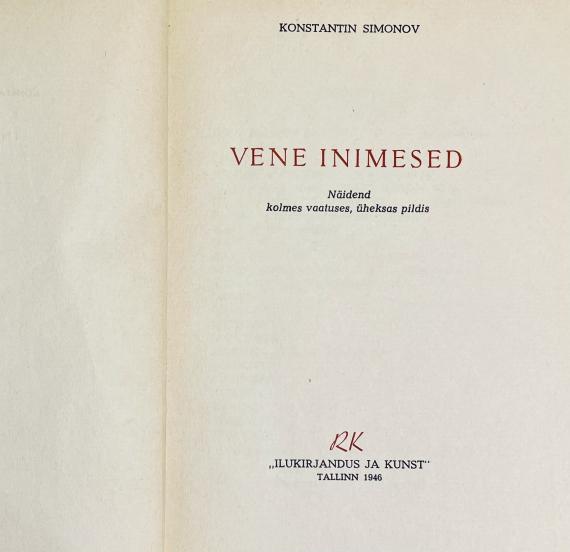 KONSTANTIN SIMONOV
VENE INIMESED
Näidend
kolmes vaatuses, üheksas pildis
RK
„ILUKIRJANDUS JA KUNST"
TALLINN 1946